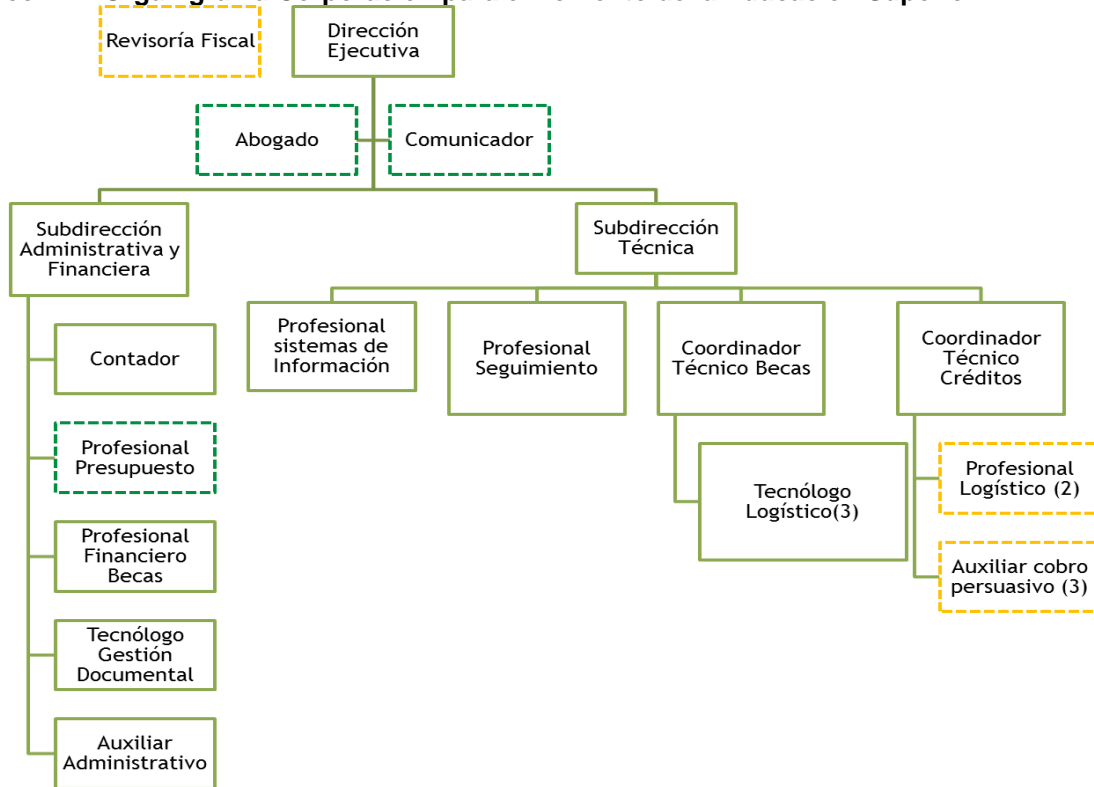 Revisoría Fiscal
Dirección
Ejecutiva
Abogado
Comunicador
Subdirección
Administrativa y
Financiera
Subdirección
Técnica
Profesional
sistemas de
Información
Profesional
Seguimiento
Coordinador
Técnico Becas
Coordinador
Técnico
Créditos
Contador
Profesional
Presupuesto
Profesional
Financiero
Becas
Tecnólogo
Gestión
Documental
Auxiliar
Administrativo
Tecnólogo
Logístico(3)
Profesional
Logístico (2)
Auxiliar cobro
persuasivo (3)